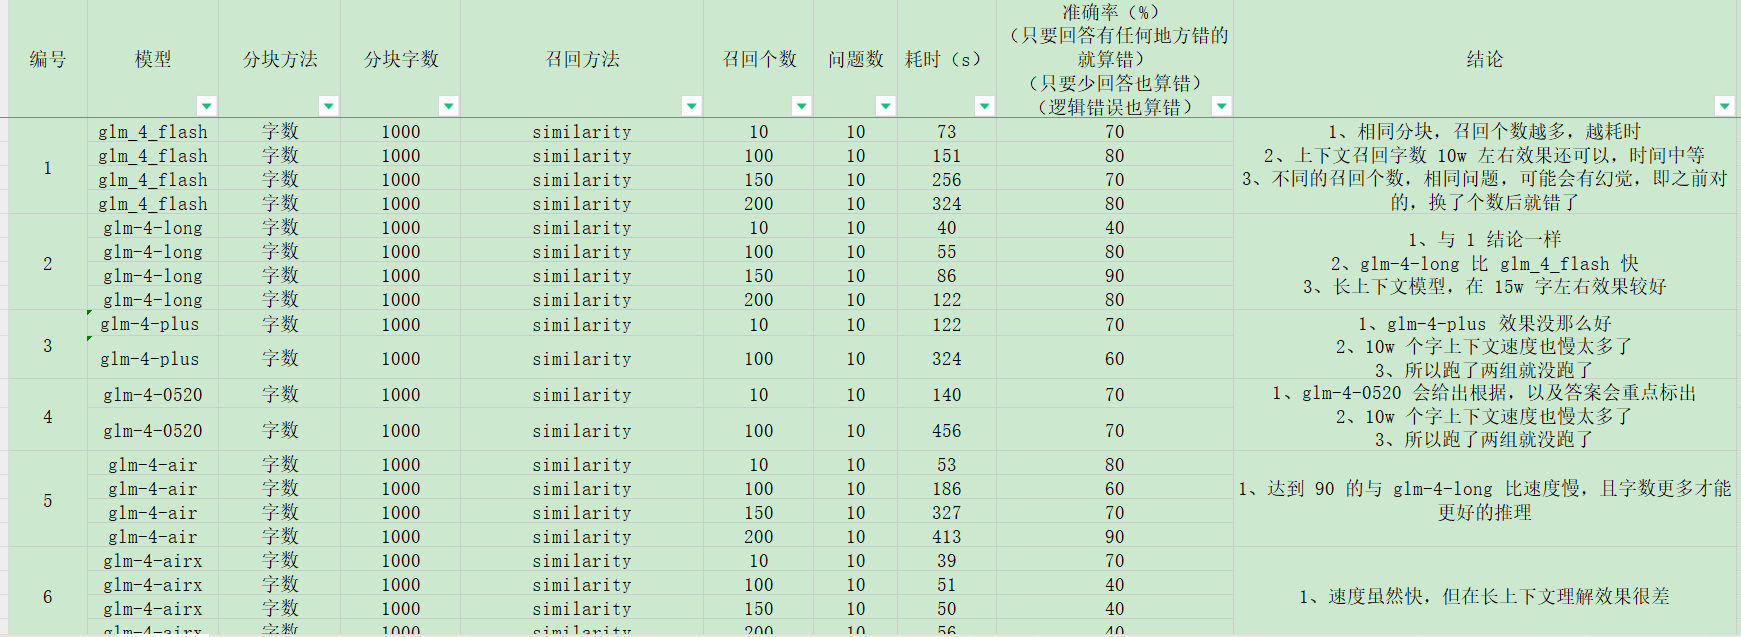 编号 模型 分块方法 分块字数 召回方法 召回个数 问题数 耗时（s） 准确率（%） 结论
（只要回答有任何地方错的
就算错）
（只要少回答也算错）
（逻辑错误也算错）
1
glm_4_flash 字数 1000 similarity 10 10 73 70
glm_4_flash 字数 1000 similarity 100 10 151 80
glm_4_flash 字数 1000 similarity 150 10 256 70
glm_4_flash 字数 1000 similarity 200 10 324 80
1、相同分块，召回个数越多，越耗时
2、上下文召回字数 10w 左右效果还可以，时间中等
3、不同的召回个数，相同问题，可能会有幻觉，即之前对
的，换了个数后就错了
2
glm-4-long 字数 1000 similarity 10 10 40 40
glm-4-long 字数 1000 similarity 100 10 55 80
glm-4-long 字数 1000 similarity 150 10 86 90
glm-4-long 字数 1000 similarity 200 10 122 80
1、与 1 结论一样
2、glm-4-long 比 glm_4_flash 快
3、长上下文模型，在 15w 字左右效果较好
3
glm-4-plus 字数 1000 similarity 10 10 122 70
glm-4-plus 字数 1000 similarity 100 10 324 60
1、glm-4-plus 效果没那么好
2、10w 个字上下文速度也慢太多了
3、所以跑了两组就没跑了
4
glm-4-0520 字数 1000 similarity 10 10 140 70
glm-4-0520 字数 1000 similarity 100 10 456 70
1、glm-4-0520 会给出根据，以及答案会重点标出
2、10w 个字上下文速度也慢太多了
3、所以跑了两组就没跑了
5
glm-4-air 字数 1000 similarity 10 10 53 80
glm-4-air 字数 1000 similarity 100 10 186 60
glm-4-air 字数 1000 similarity 150 10 327 70
glm-4-air 字数 1000 similarity 200 10 413 90
1、达到 90 的与 glm-4-long 比速度慢，且字数更多才能
更好的推理
6
glm-4-airx 字数 1000 similarity 10 10 39 70
glm-4-airx 字数 1000 similarity 100 10 51 40
glm-4-airx 字数 1000 similarity 150 10 50 40
glm-4-airx 字数 1000 similarity 200 10 56 40
1、速度虽然快，但在长上下文理解效果很差